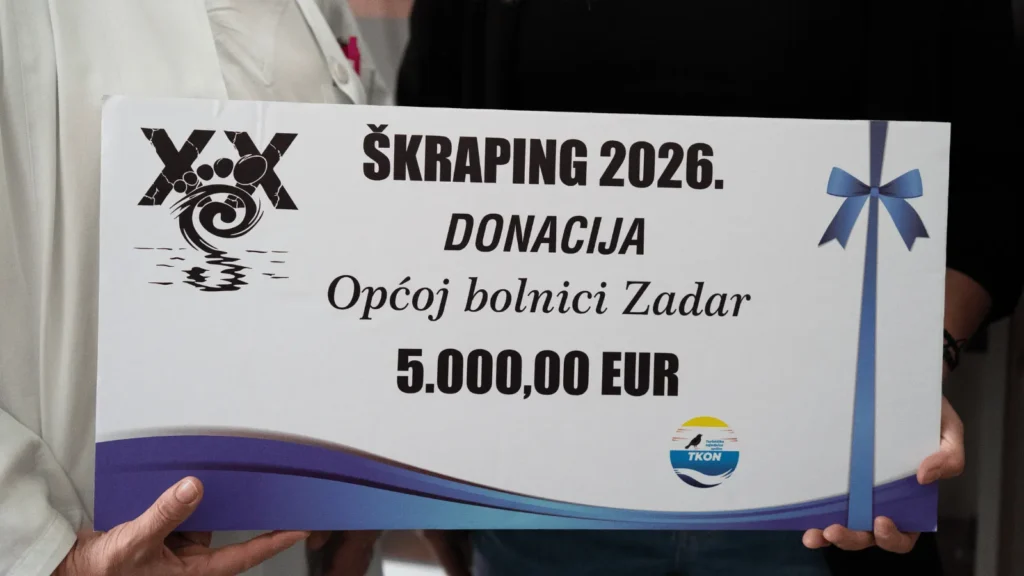 XX
ŠKRAPING 2026.
DONACIJA
Općoj bolnici Zadar
5.000,00 EUR
TKON